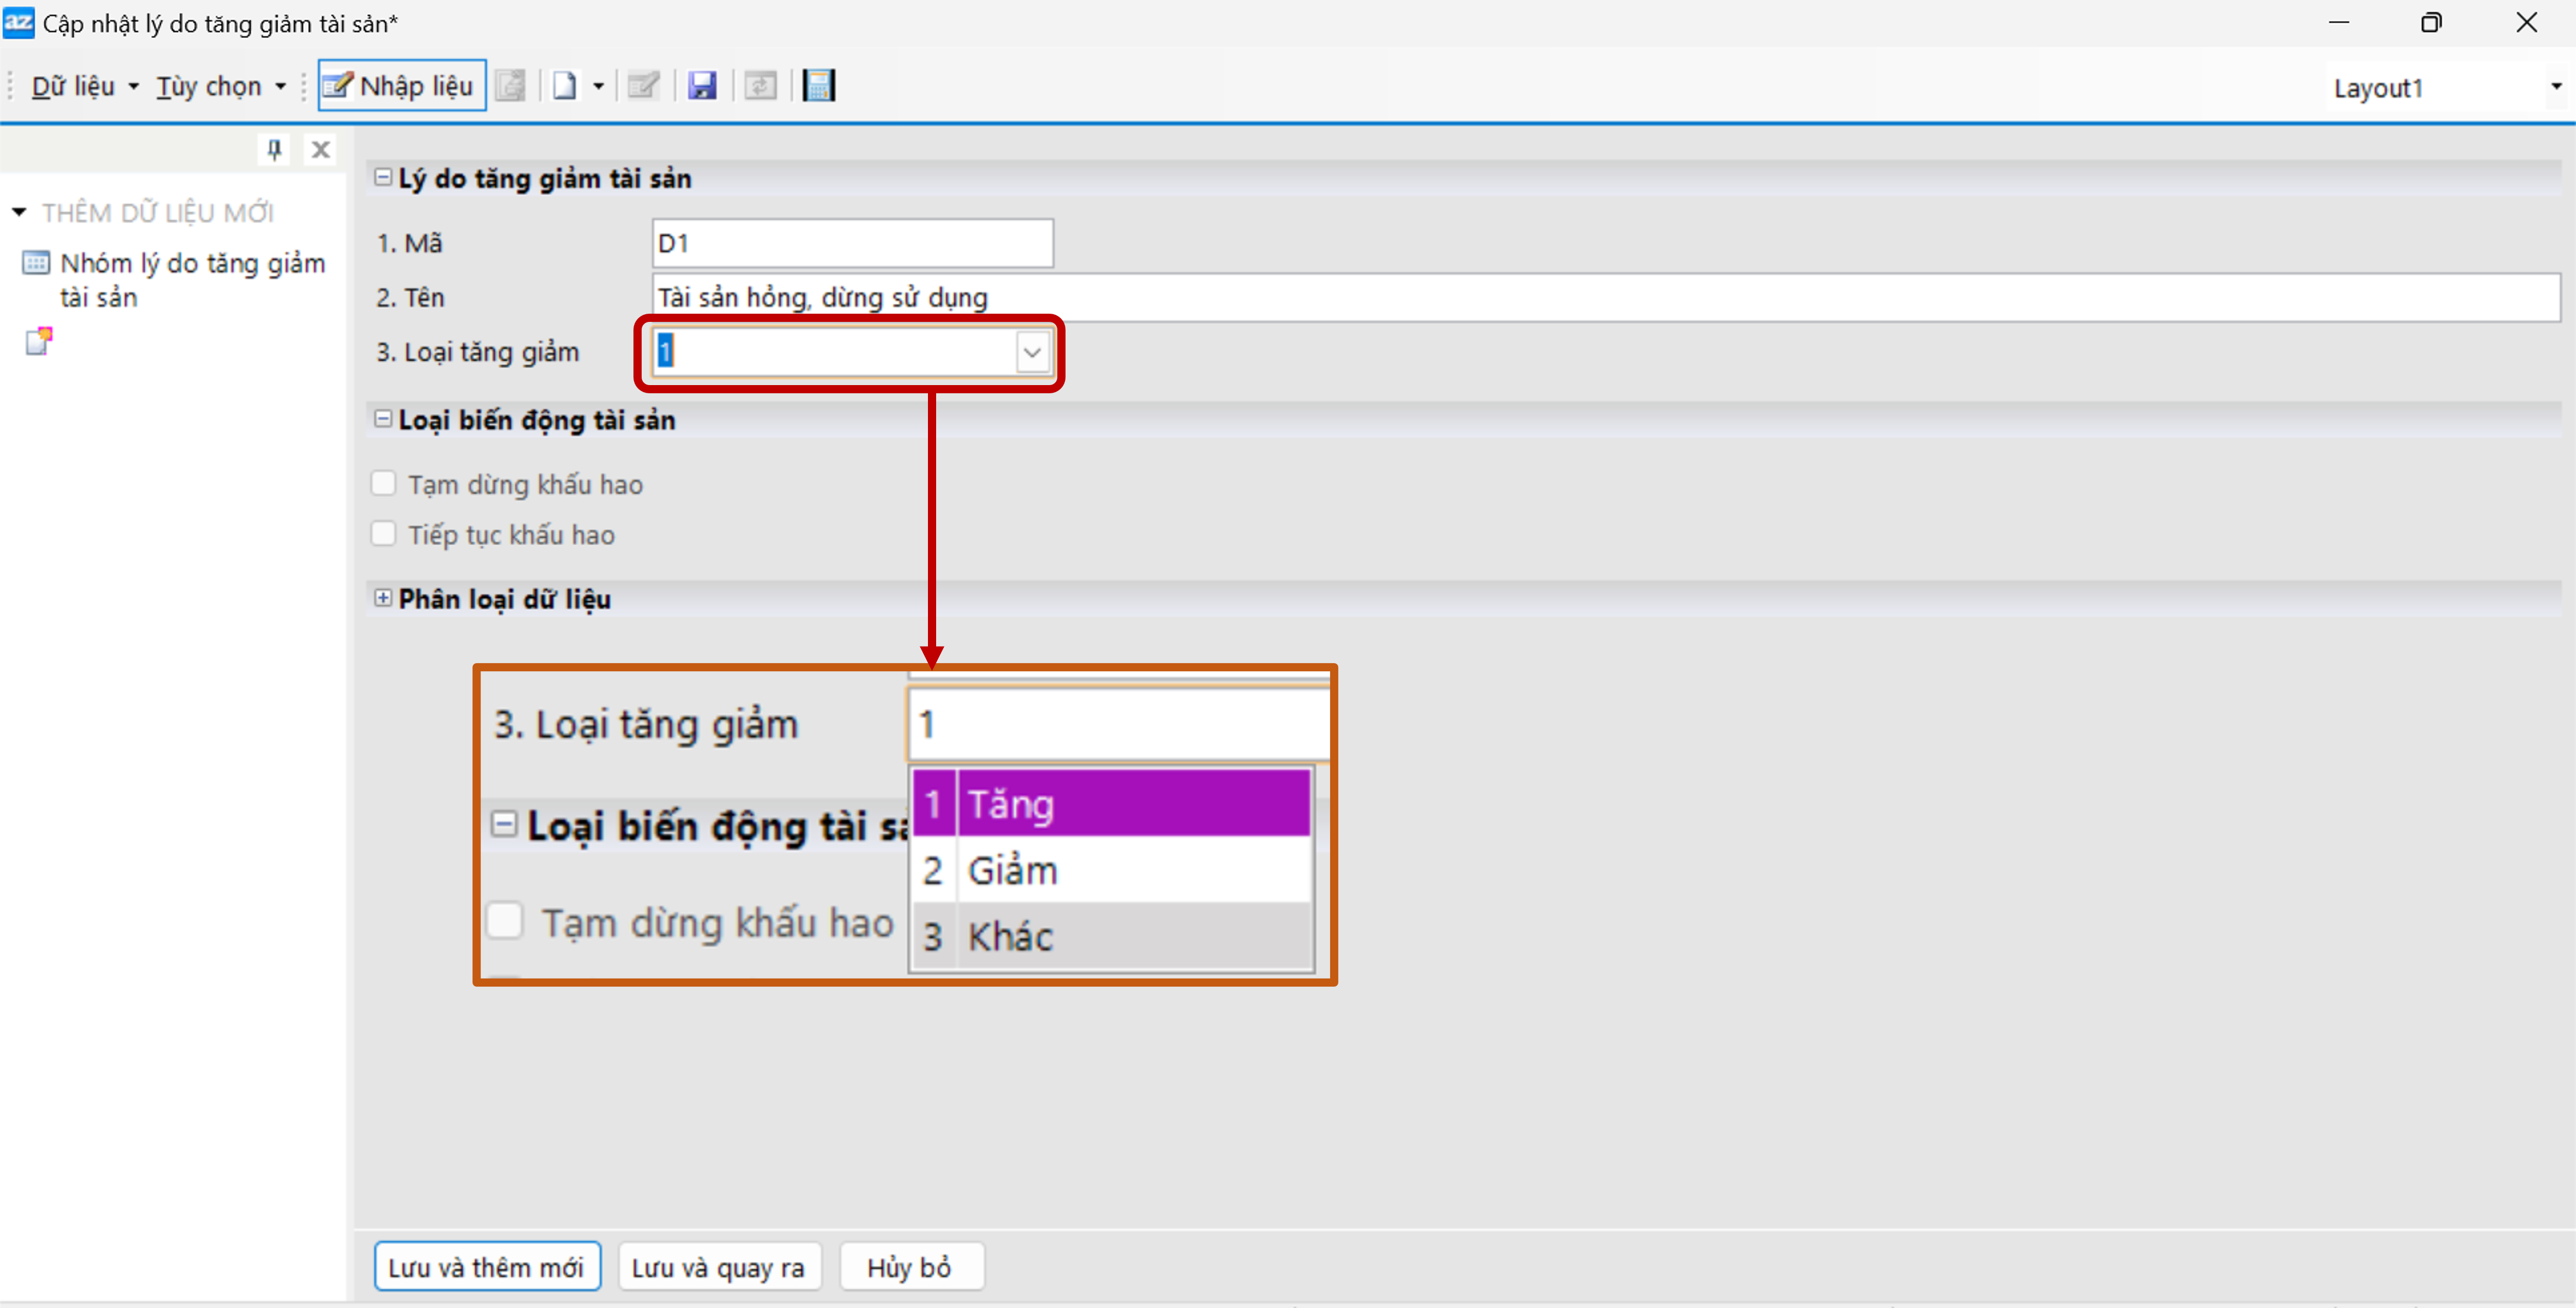 az Cập nhật lý do tăng giảm tài sản*
Dữ liệu Tùy chọn Nhập liệu Layout1
THÊM DỮ LIỆU MỚI
Nhóm lý do tăng giảm
tài sản
Lý do tăng giảm tài sản
1. Mã D1
2. Tên Tài sản hỏng, dừng sử dụng
3. Loại tăng giảm 1
Loại biến động tài sản
Tạm dừng khấu hao
Tiếp tục khấu hao
Phân loại dữ liệu
3. Loại tăng giảm 1
1 Tăng
Loại biến động tài
2 Giảm
Tạm dừng khấu hao
3 Khác
Lưu và thêm mới Lưu và quay ra Hủy bỏ